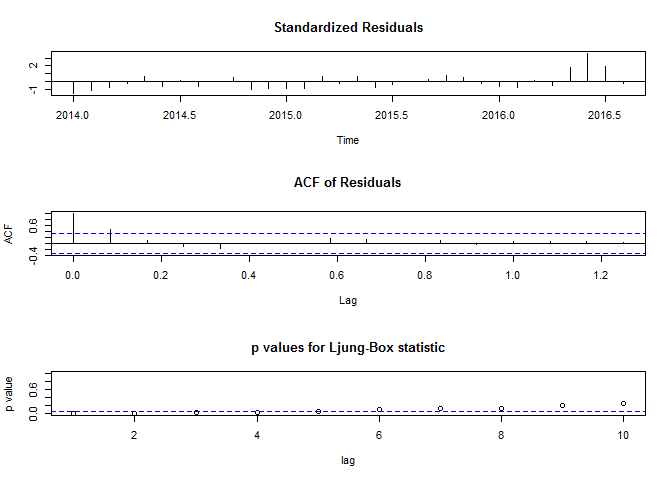 Standardized Residuals
2
-1
2014.0 2014.5 2015.0 2015.5 2016.0 2016.5
Time
ACF of Residuals
ACF
0.6
-0.4
0.0 0.2 0.4 0.6 0.8 1.0 1.2
Lag
p values for Ljung-Box statistic
p value
0.6
0.0
2 4 6 8 10
lag